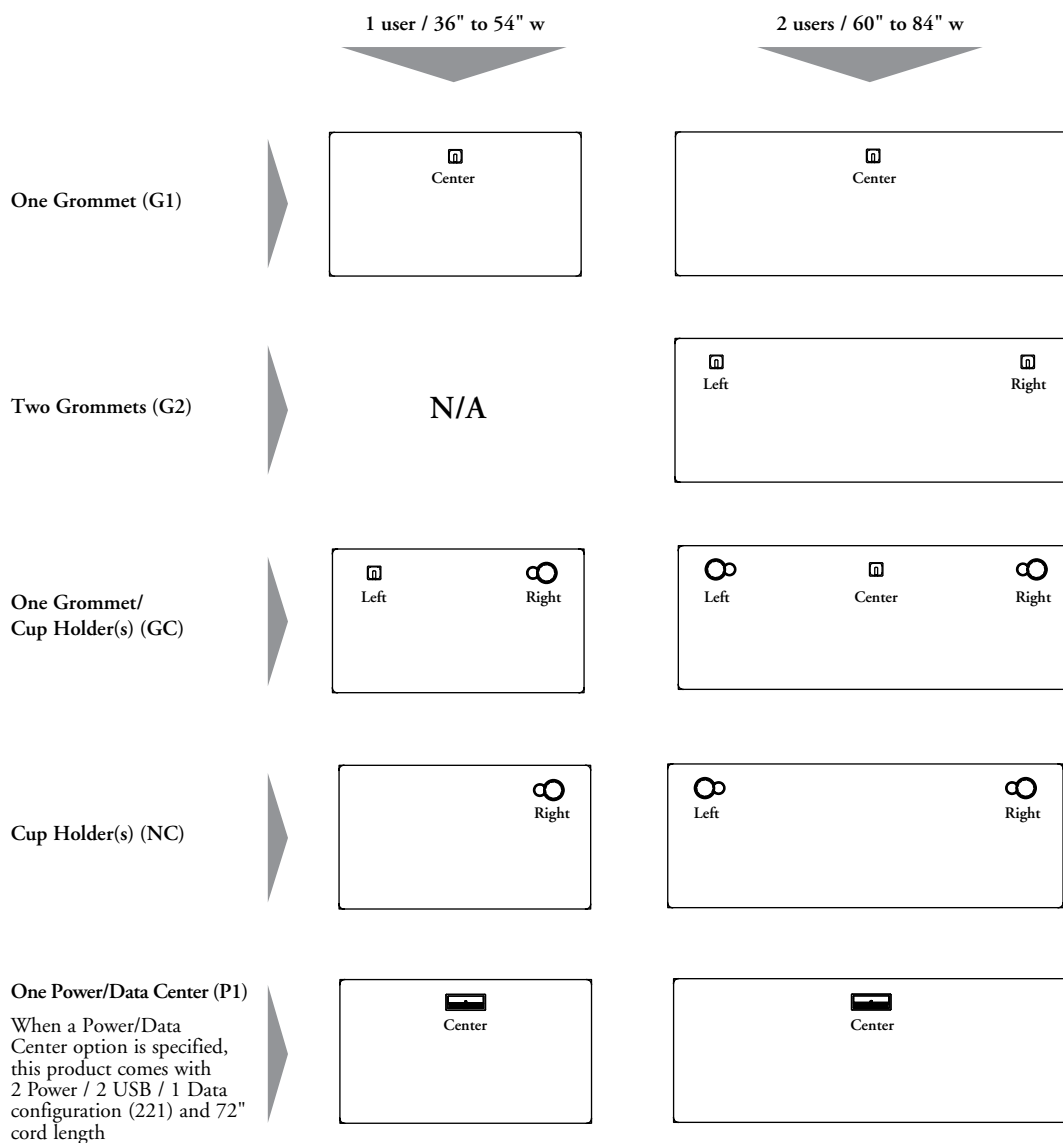 1 user / 36" to 54" w
2 users / 60" to 84" w
One Grommet (G1)
Center
Center
Two Grommets (G2)
N/A
Left
Right
One Grommet/
Cup Holder(s) (GC)
Left
Right
Left
Center
Right
Cup Holder(s) (NC)
Right
Left
Right
One Power/Data Center (P1)
When a Power/Data
Center option is specified,
this product comes with
2 Power / 2 USB / 1 Data
configuration (221) and 72"
cord length
Center
Center